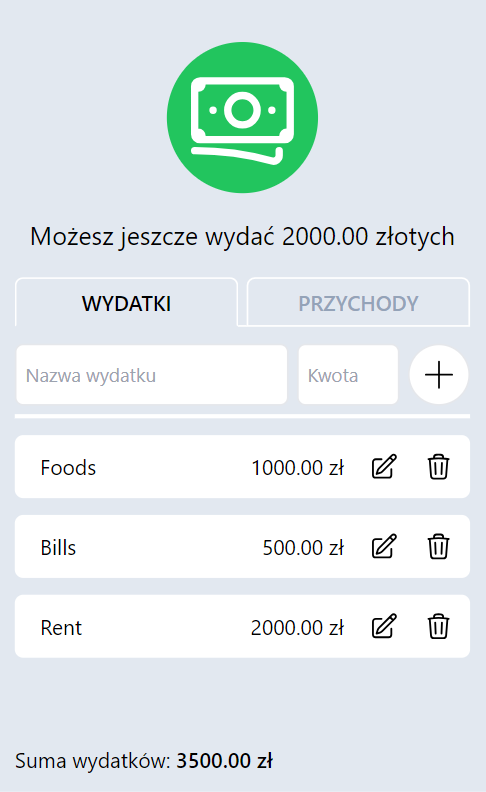 Możesz jeszcze wydać 2000.00 złotych
WYDATKI PRZYCHODY
Nazwa wydatku Kwota
Foods 1000.00 zł
Bills 500.00 zł
Rent 2000.00 zł
Suma wydatków: 3500.00 zł